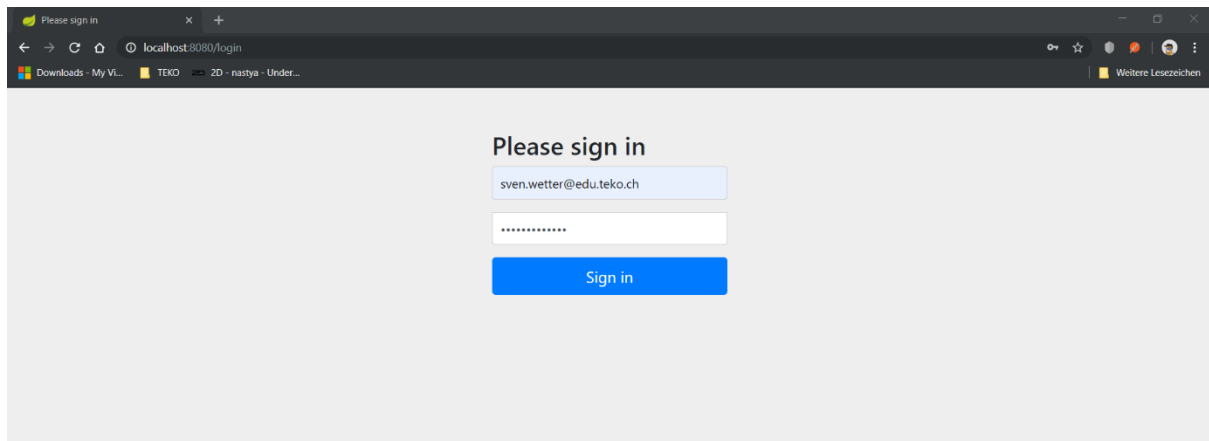 Please sign in
localhost:8080/login
Downloads - My Vi... TEKO 2D - nastya - Under... Weitere Lesezeichen
Please sign in
sven.wetter@edu.teko.ch
•••••••••••••
Sign in